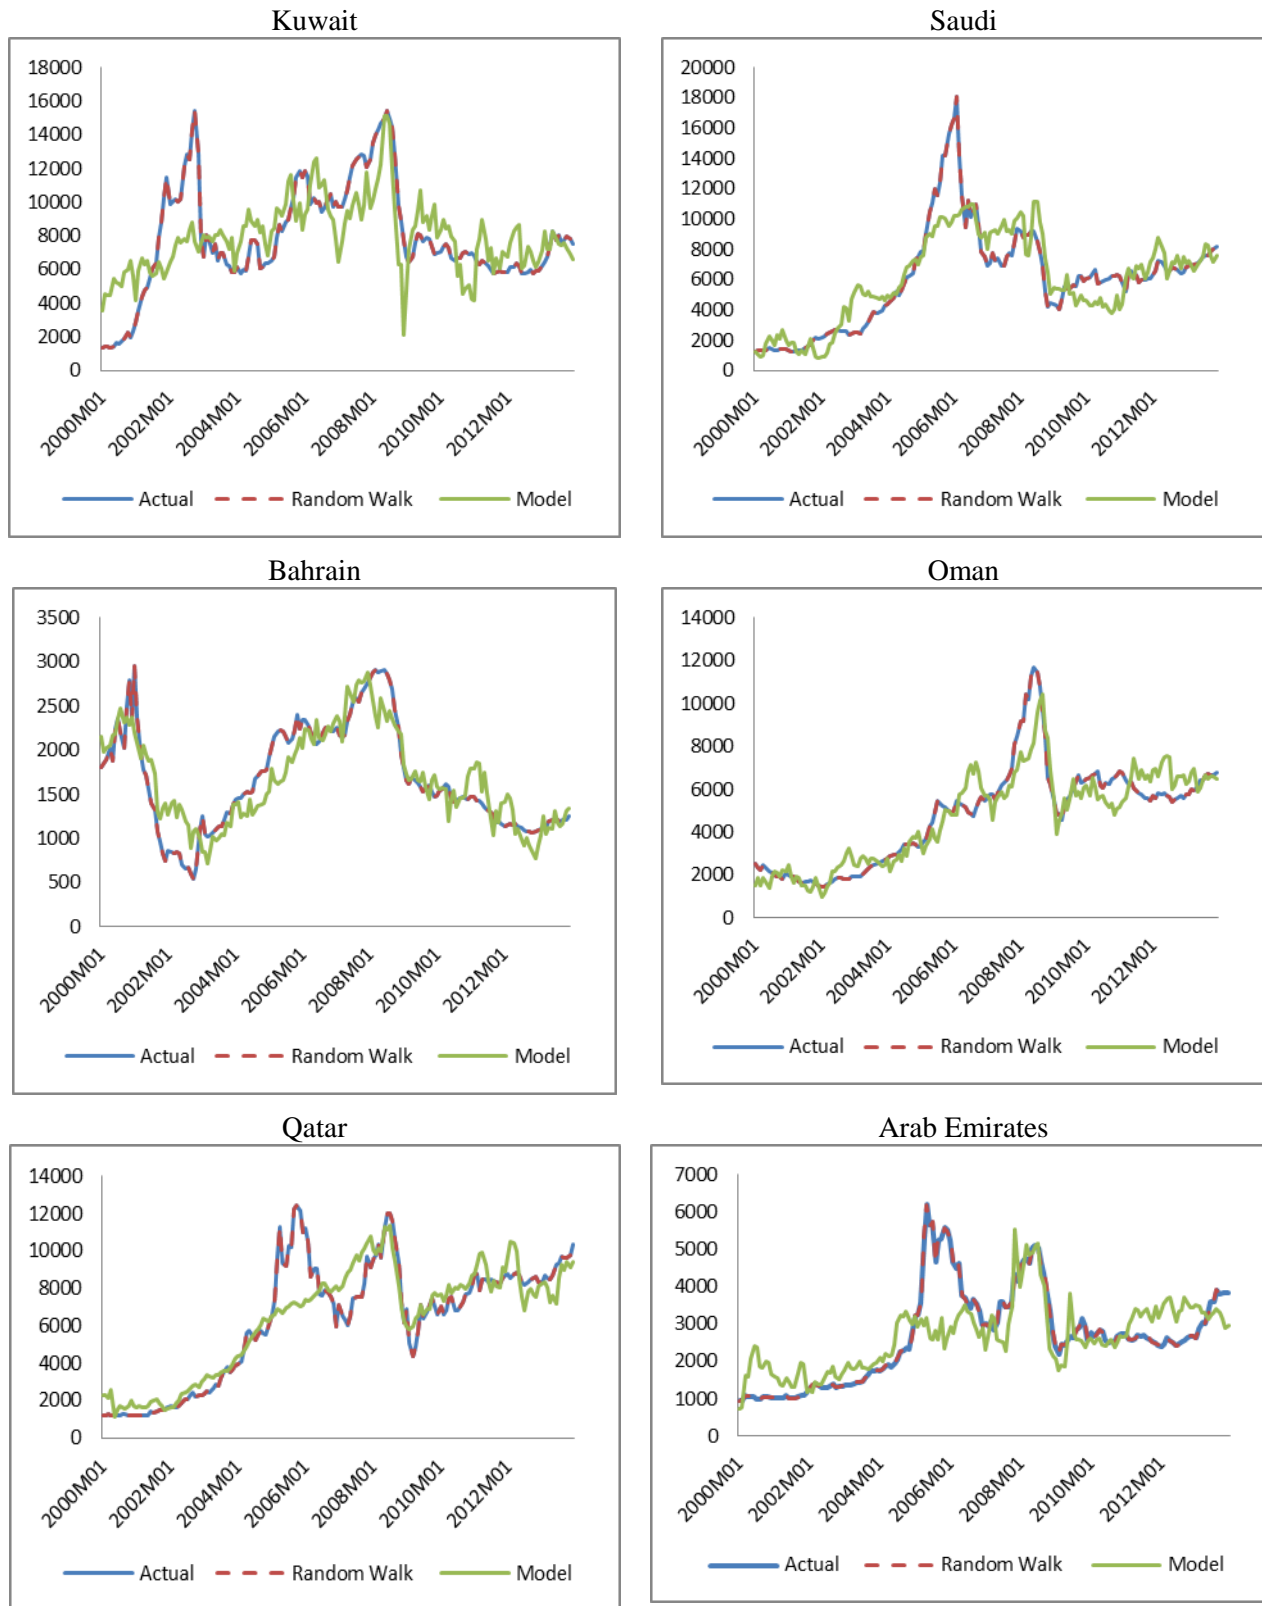 Kuwait
18000
16000
14000
12000
10000
8000
6000
4000
2000
0
2000M01
2002M01
2004M01
2006M01
2008M01
2010M01
2012M01
Actual Random Walk Model
Saudi
20000
18000
16000
14000
12000
10000
8000
6000
4000
2000
0
2000M01
2002M01
2004M01
2006M01
2008M01
2010M01
2012M01
Actual Random Walk Model
Bahrain
3500
3000
2500
2000
1500
1000
500
0
2000M01
2002M01
2004M01
2006M01
2008M01
2010M01
2012M01
Actual Random Walk Model
Oman
14000
12000
10000
8000
6000
4000
2000
0
2000M01
2002M01
2004M01
2006M01
2008M01
2010M01
2012M01
Actual Random Walk Model
Qatar
14000
12000
10000
8000
6000
4000
2000
0
2000M01
2002M01
2004M01
2006M01
2008M01
2010M01
2012M01
Actual Random Walk Model
Arab Emirates
7000
6000
5000
4000
3000
2000
1000
0
2000M01
2002M01
2004M01
2006M01
2008M01
2010M01
2012M01
Actual Random Walk Model